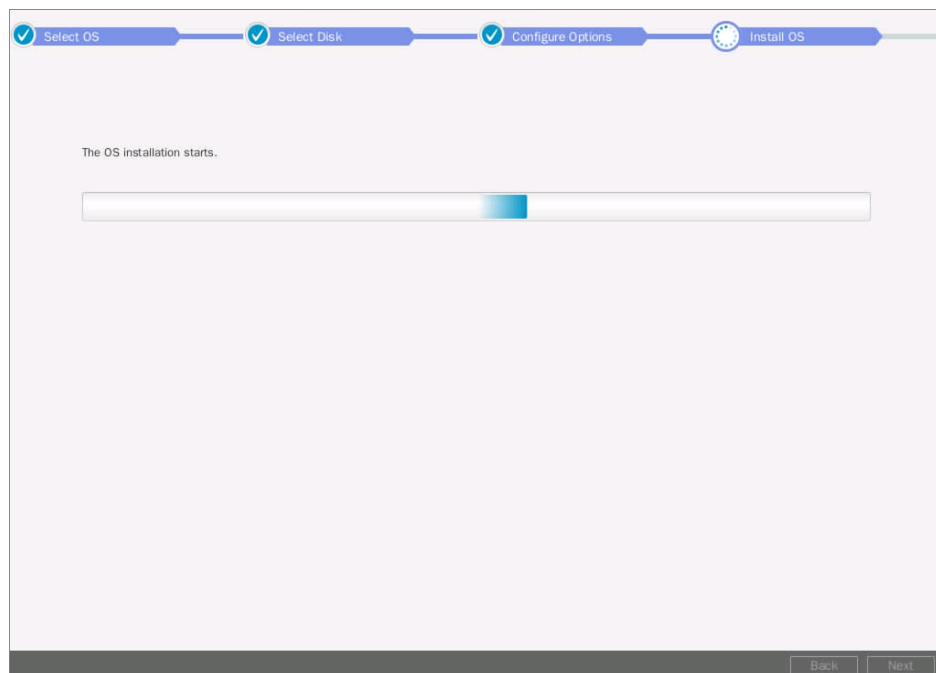 Select OS
Select Disk
Configure Options
Install OS
The OS installation starts.
Back
Next